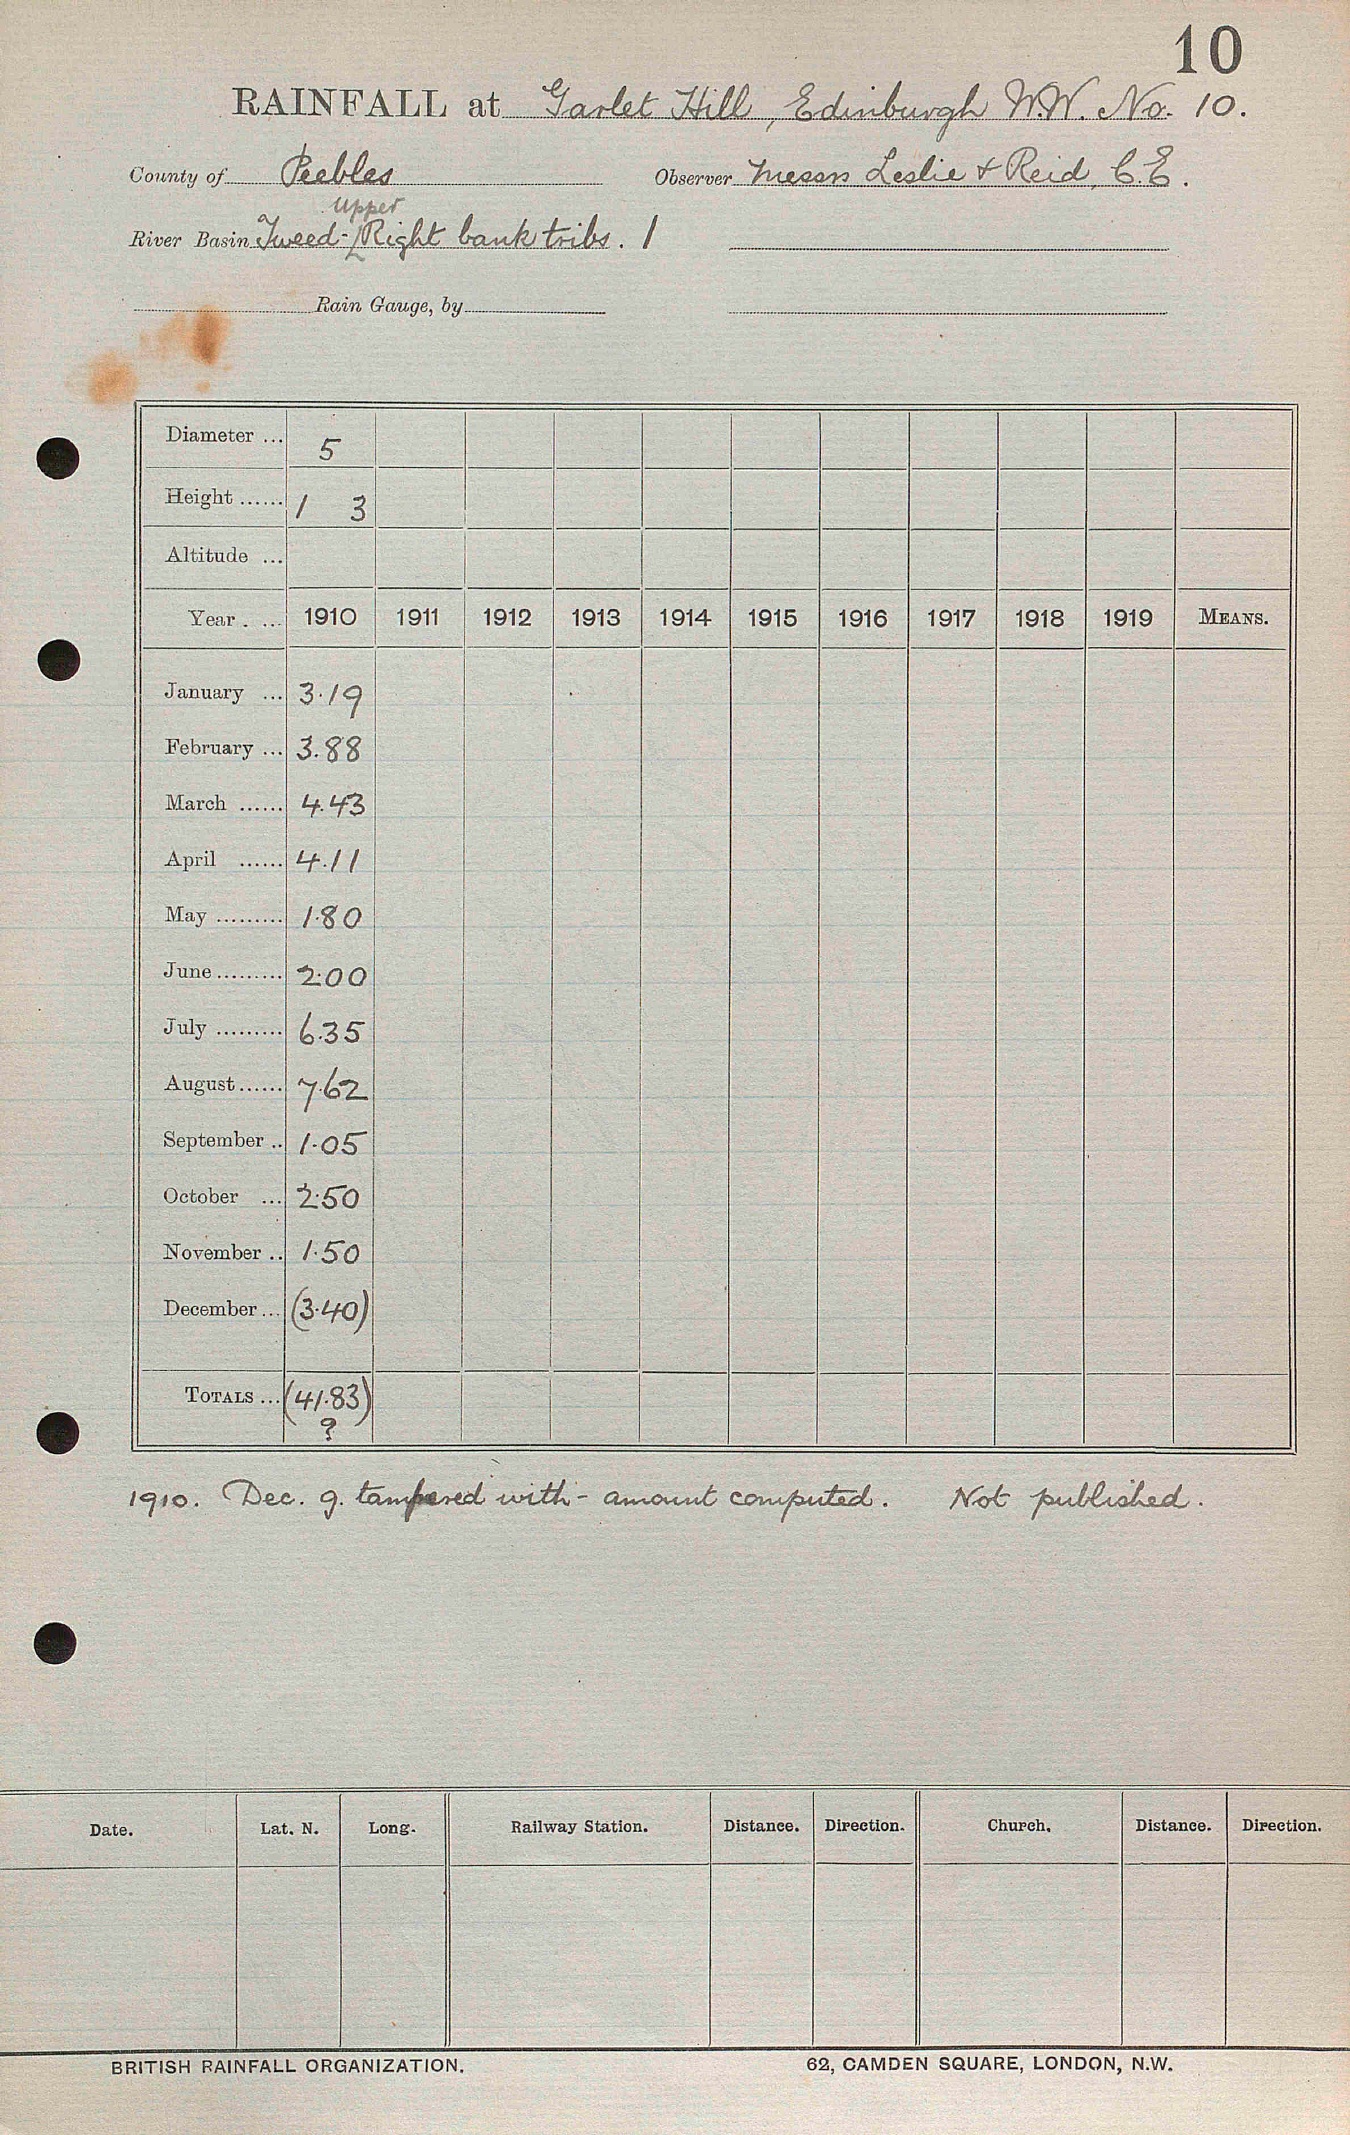 10
RAINFALL at Garlet Hill, Edinburgh W.W. No. 10.
County of Peebles Observer Messrs Leslie & Reid, C.E.
Upper
River Basin Tweed - Right bank tribs. 1
Rain Gauge, by
Diameter ... 5
Height ...... 1 3
Altitude ...
Year . ... 1910 1911 1912 1913 1914 1915 1916 1917 1918 1919 MEANS.
January ... 3.19
February ... 3.88
March ...... 4.43
April ...... 4.11
May ......... 1.80
June ......... 2.00
July ......... 6.35
August ...... 7.62
September .. 1.05
October ... 2.50
November .. 1.50
December ... (3.40)
TOTALS ... (41.83)
?
1910. Dec. g. tampered with - amount computed. Not published.
Date. Lat. N. Long. Railway Station. Distance. Direction. Church. Distance. Direction.
BRITISH RAINFALL ORGANIZATION. 62, CAMDEN SQUARE, LONDON, N.W.